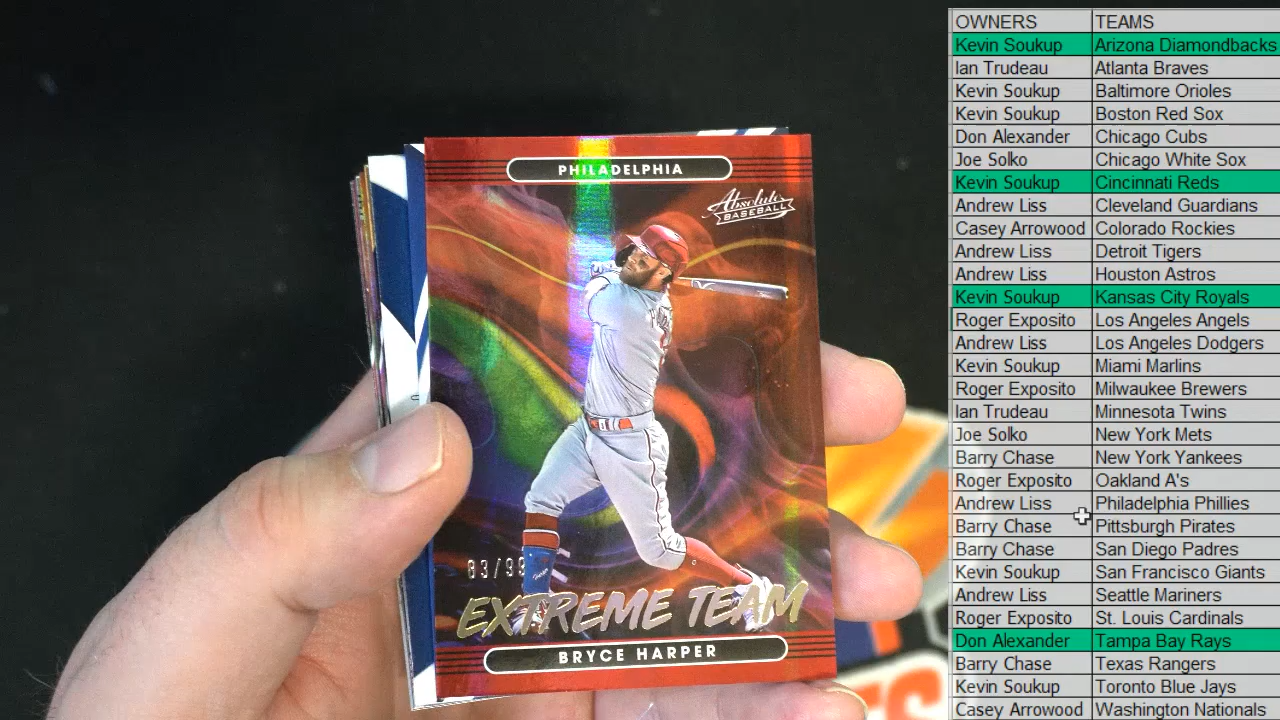 PHILADELPHIA
Absolute
BASEBALL
83/99
EXTREME TEAM
BRYCE HARPER
OWNERS TEAMS
Kevin Soukup Arizona Diamondbacks
Ian Trudeau Atlanta Braves
Kevin Soukup Baltimore Orioles
Kevin Soukup Boston Red Sox
Don Alexander Chicago Cubs
Joe Solko Chicago White Sox
Kevin Soukup Cincinnati Reds
Andrew Liss Cleveland Guardians
Casey Arrowood Colorado Rockies
Andrew Liss Detroit Tigers
Andrew Liss Houston Astros
Kevin Soukup Kansas City Royals
Roger Exposito Los Angeles Angels
Andrew Liss Los Angeles Dodgers
Kevin Soukup Miami Marlins
Roger Exposito Milwaukee Brewers
Ian Trudeau Minnesota Twins
Joe Solko New York Mets
Barry Chase New York Yankees
Roger Exposito Oakland A's
Andrew Liss Philadelphia Phillies
Barry Chase Pittsburgh Pirates
Barry Chase San Diego Padres
Kevin Soukup San Francisco Giants
Andrew Liss Seattle Mariners
Roger Exposito St. Louis Cardinals
Don Alexander Tampa Bay Rays
Barry Chase Texas Rangers
Kevin Soukup Toronto Blue Jays
Casey Arrowood Washington Nationals